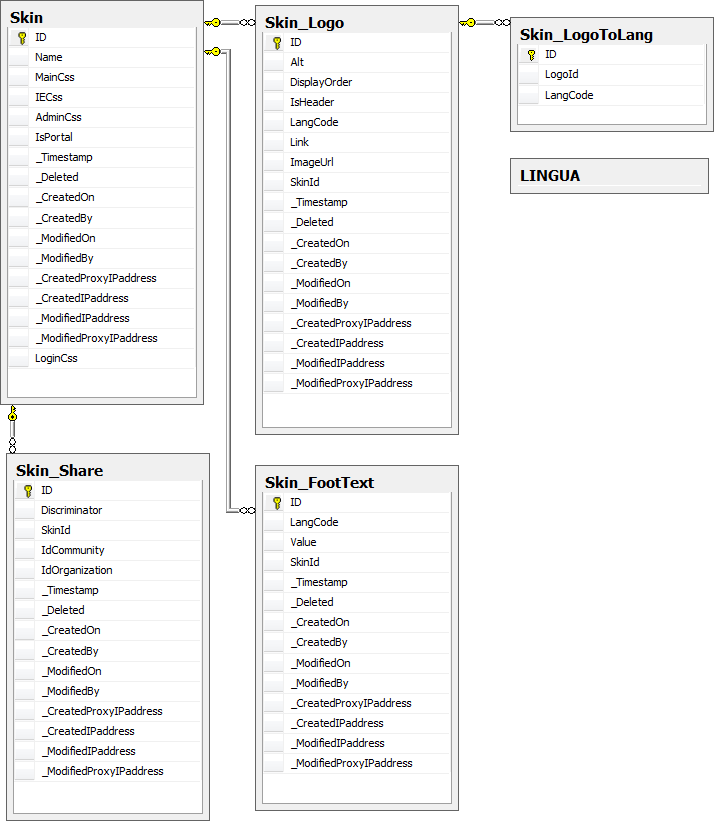 Skin
ID
Name
MainCss
IECss
AdminCss
IsPortal
_Timestamp
_Deleted
_CreatedOn
_CreatedBy
_ModifiedOn
_ModifiedBy
_CreatedProxyIPaddress
_CreatedIPaddress
_ModifiedIPaddress
_ModifiedProxyIPaddress
LoginCss
Skin_Logo
ID
Alt
DisplayOrder
IsHeader
LangCode
Link
ImageUrl
SkinId
_Timestamp
_Deleted
_CreatedOn
_CreatedBy
_ModifiedOn
_ModifiedBy
_CreatedProxyIPaddress
_CreatedIPaddress
_ModifiedIPaddress
_ModifiedProxyIPaddress
Skin_LogoToLang
ID
LogoId
LangCode
LINGUA
Skin_Share
ID
Discriminator
SkinId
IdCommunity
IdOrganization
_Timestamp
_Deleted
_CreatedOn
_CreatedBy
_ModifiedOn
_ModifiedBy
_CreatedProxyIPaddress
_CreatedIPaddress
_ModifiedIPaddress
_ModifiedProxyIPaddress
Skin_FootText
ID
LangCode
Value
SkinId
_Timestamp
_Deleted
_CreatedOn
_CreatedBy
_ModifiedOn
_ModifiedBy
_CreatedProxyIPaddress
_CreatedIPaddress
_ModifiedIPaddress
_ModifiedProxyIPaddress